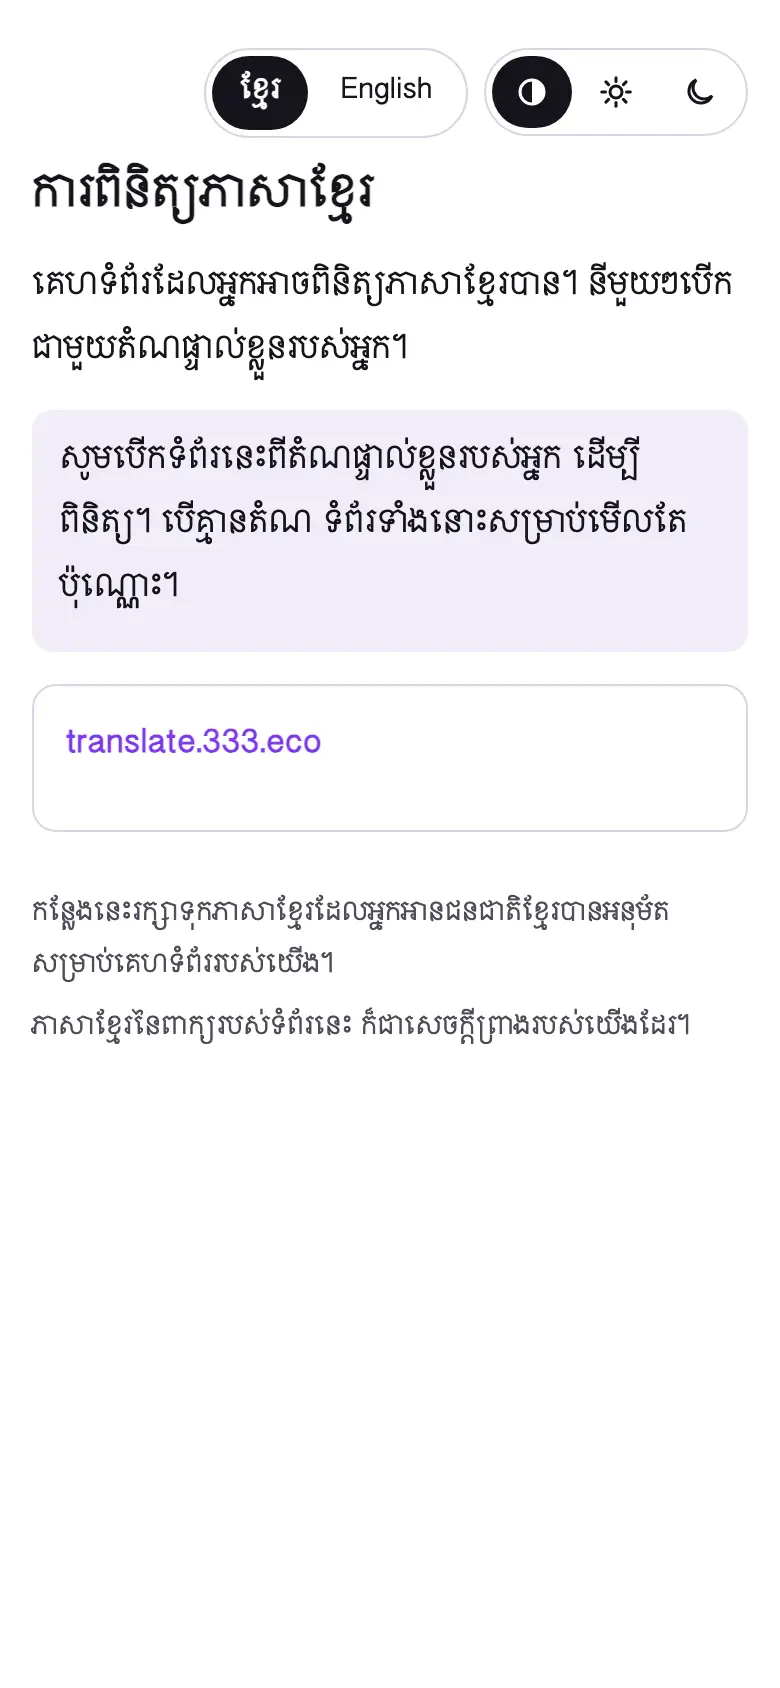 ខ្មែរ English
ការពិនិត្យភាសាខ្មែរ
គេហទំព័រដែលអ្នកអាចពិនិត្យភាសាខ្មែរបាន។ នីមួយៗបើក
ជាមួយតំណផ្ទាល់ខ្លួនរបស់អ្នក។
សូមបើកទំព័រនេះពីតំណផ្ទាល់ខ្លួនរបស់អ្នក ដើម្បី
ពិនិត្យ។ បើគ្មានតំណ ទំព័រទាំងនោះសម្រាប់មើលតែ
ប៉ុណ្ណោះ។
translate.333.eco
កន្លែងនេះរក្សាទុកភាសាខ្មែរដែលអ្នកអានជនជាតិខ្មែរបានអនុម័ត
សម្រាប់គេហទំព័ររបស់យើង។
ភាសាខ្មែរនៃពាក្យរបស់ទំព័រនេះ ក៏ជាសេចក្តីព្រាងរបស់យើងដែរ។